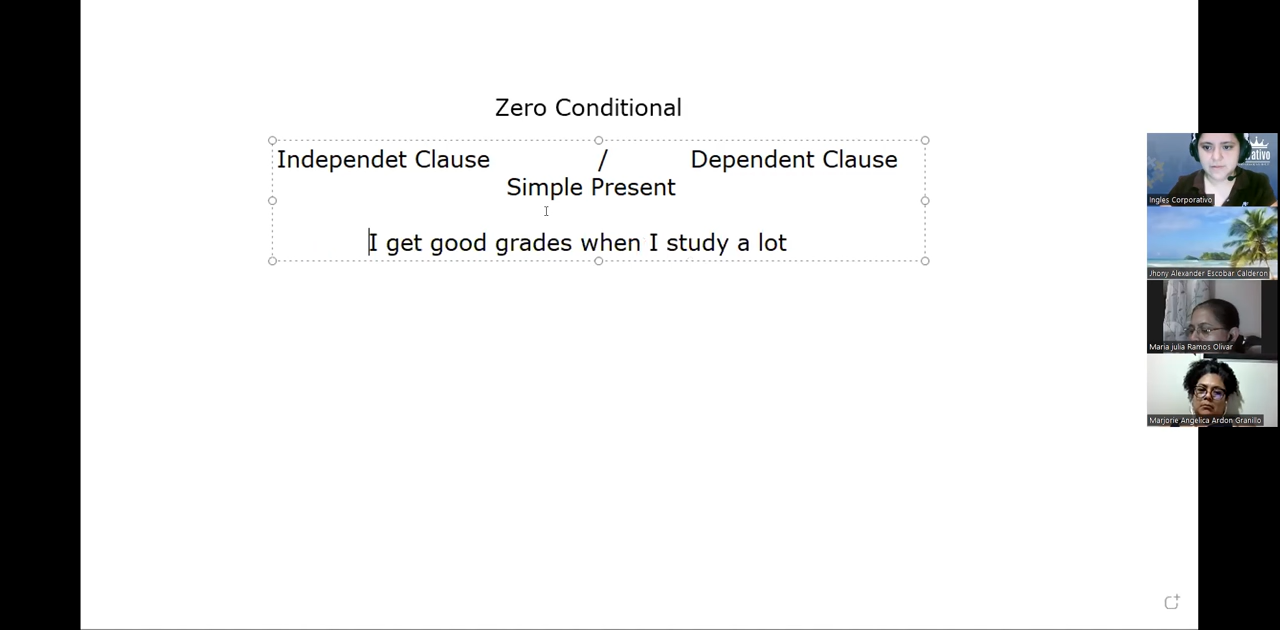 Zero Conditional
Independet Clause / Dependent Clause
Simple Present
I get good grades when I study a lot
ativo
Ingles Corporativo
Jhony Alexander Escobar Calderon
Maria julia Ramos Olivar
Marjorie Angelica Ardon Granillo